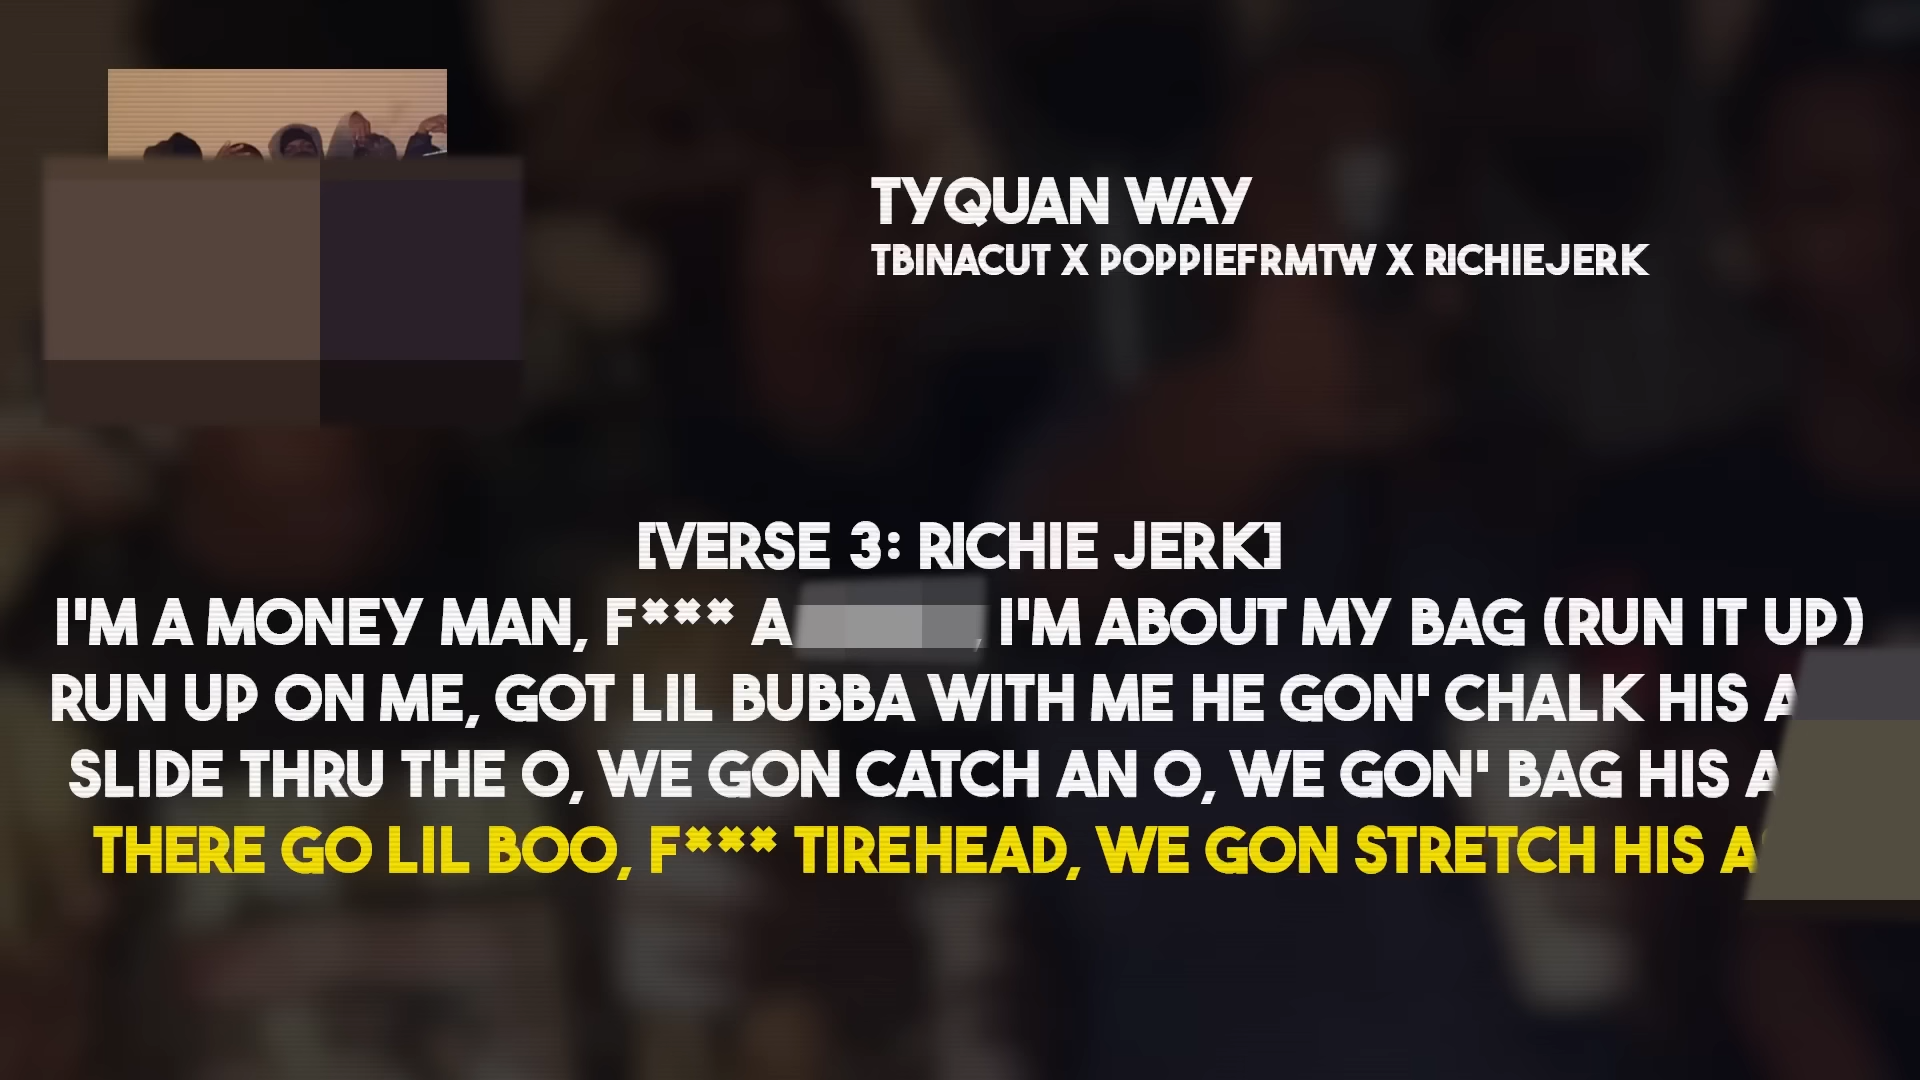 TYQUAN WAY
TBINACUT X POPPIEFRMTW X RICHIEJERK
[VERSE 3: RICHIE JERK]
I'M A MONEY MAN, F*** A , I'M ABOUT MY BAG (RUN IT UP)
RUN UP ON ME, GOT LIL BUBBA WITH ME HE GON' CHALK HIS
SLIDE THRU THE O, WE GON CATCH AN O, WE GON' BAG HIS
THERE GO LIL BOO, F*** TIREHEAD, WE GON STRETCH HIS